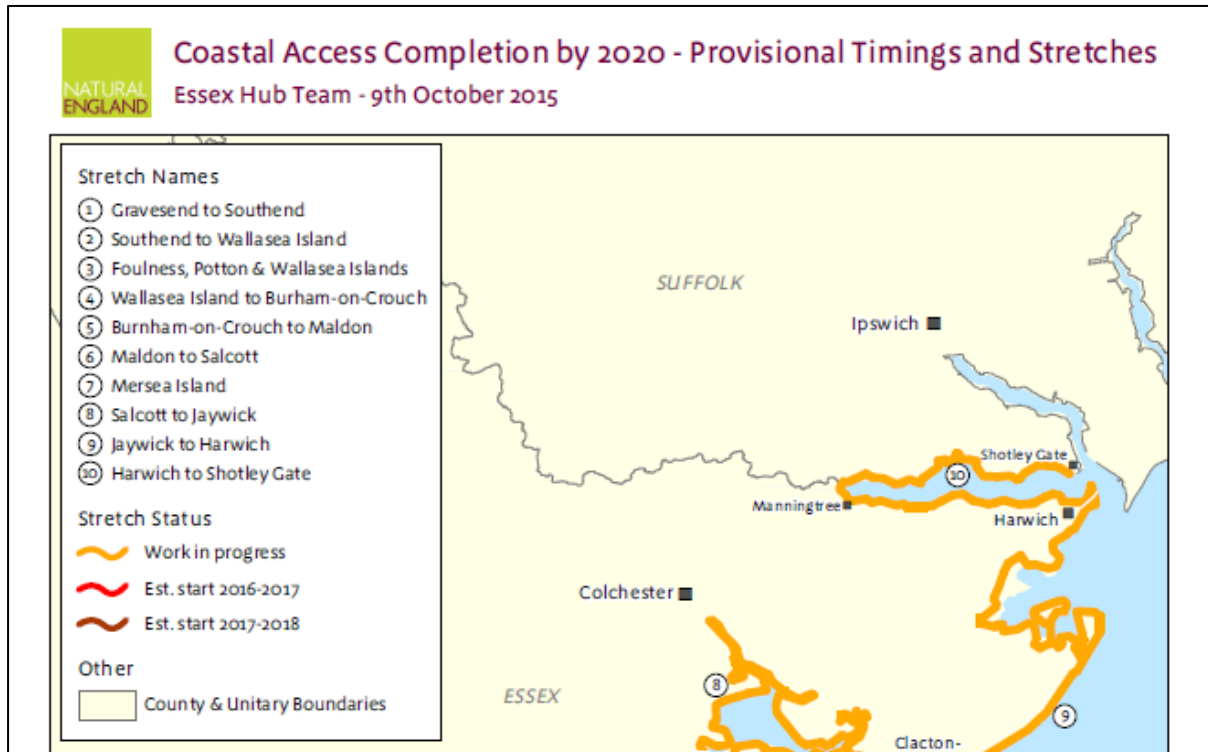 NATURAL
ENGLAND
Coastal Access Completion by 2020 - Provisional Timings and Stretches
Essex Hub Team - 9th October 2015
Stretch Names
1 Gravesend to Southend
2 Southend to Wallasea Island
3 Foulness, Potton & Wallasea Islands
4 Wallasea Island to Burham-on-Crouch
5 Burnham-on-Crouch to Maldon
6 Maldon to Salcott
7 Mersea Island
8 Salcott to Jaywick
9 Jaywick to Harwich
10 Harwich to Shotley Gate
Stretch Status
Work in progress
Est. start 2016-2017
Est. start 2017-2018
Other
County & Unitary Boundaries
SUFFOLK
Ipswich
Shotley Gate
10
Manningtree
Harwich
Colchester
8
ESSEX
9
Clacton-